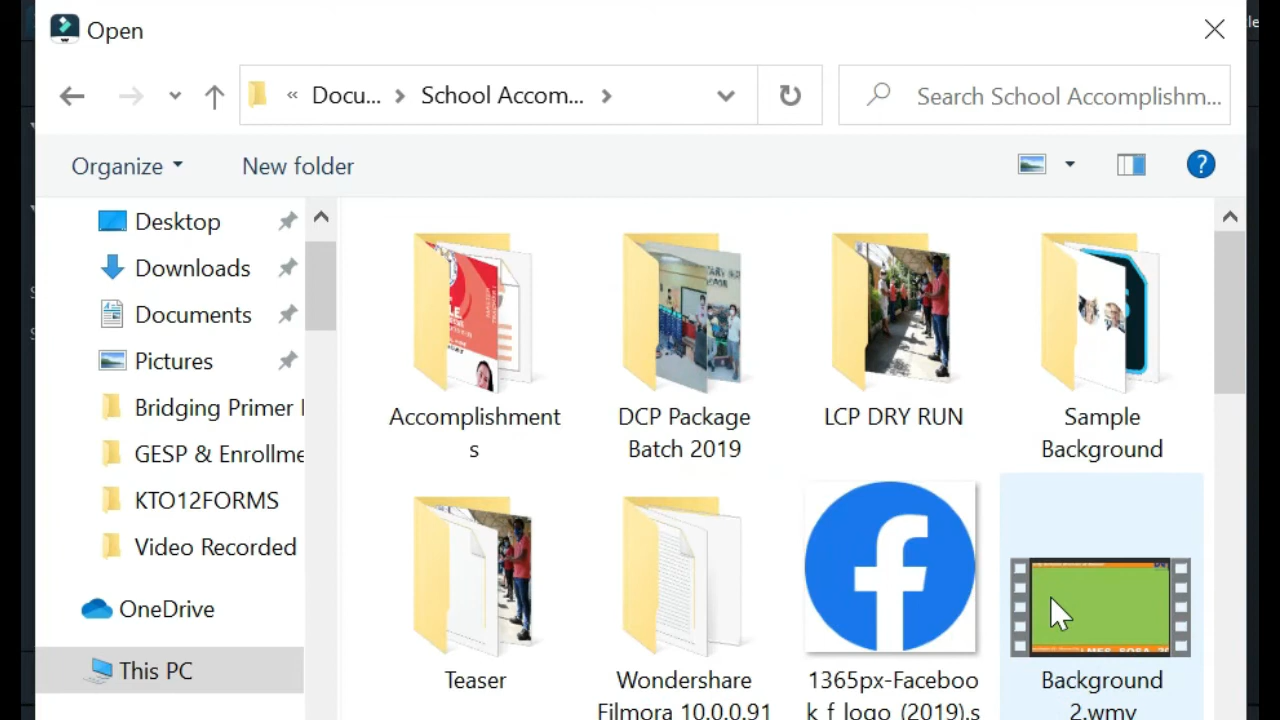 Open
le
« Docu... > School Accom... >
Search School Accomplishm...
Organize
New folder
?
Desktop
Downloads
Documents
Pictures
Bridging Primer
GESP & Enrollme
KTO12FORMS
Video Recorded
OneDrive
This PC
Accomplishment
s
DCP Package
Batch 2019
LCP DRY RUN
Sample
Background
Teaser
Wondershare
Filmora 10.0.0.91
1365px-Faceboo
k_f_logo_(2019).s
Background
2.wmv